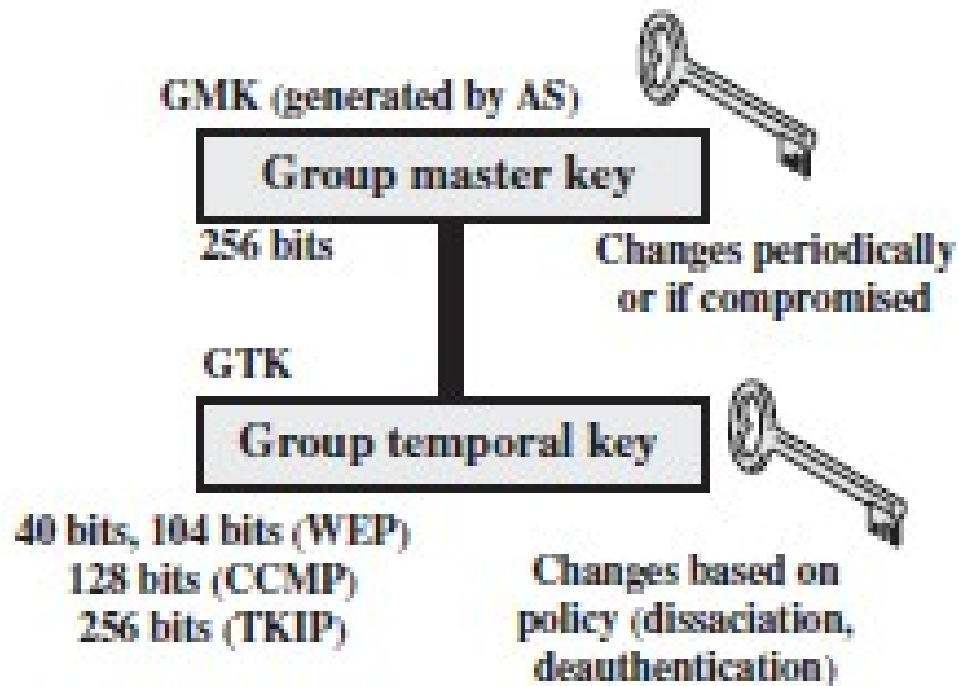 GMK (generated by AS)
Group master key
256 bits
Changes periodically
or if compromised
GTK
Group temporal key
40 bits, 104 bits (WEP)
128 bits (CCMP)
256 bits (TKIP)
Changes based on
policy (dissaciation,
deauthentication)